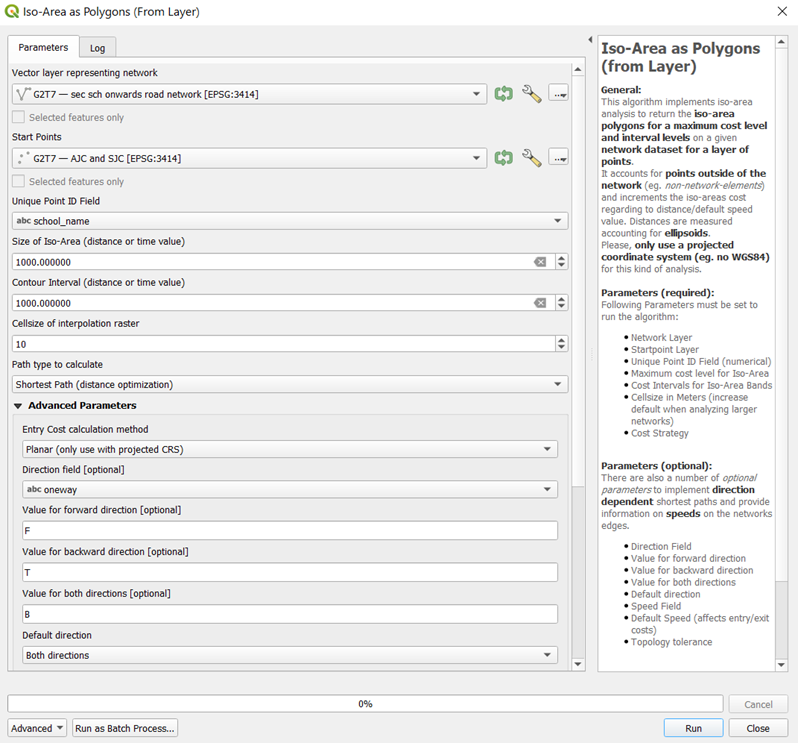 Iso-Area as Polygons (From Layer)
Parameters
Log
Vector layer representing network
G2T7 — sec sch onwards road network [EPSG:3414]
...
Selected features only
Start Points
G2T7 — AJC and SJC [EPSG:3414]
...
Selected features only
Unique Point ID Field
abc school_name
Size of Iso-Area (distance or time value)
1000.000000
Contour Interval (distance or time value)
1000.000000
Cellsize of interpolation raster
10
Path type to calculate
Shortest Path (distance optimization)
Advanced Parameters
Entry Cost calculation method
Planar (only use with projected CRS)
Direction field [optional]
abc oneway
Value for forward direction [optional]
F
Value for backward direction [optional]
T
Value for both directions [optional]
B
Default direction
Both directions
Iso-Area as Polygons
(from Layer)
General:
This algorithm implements iso-area
analysis to return the iso-area
polygons for a maximum cost level
and interval levels on a given
network dataset for a layer of
points.
It accounts for points outside of the
network (eg. non-network-elements)
and increments the iso-areas cost
regarding to distance/default speed
value. Distances are measured
accounting for ellipsoids.
Please, only use a projected
coordinate system (eg. no WGS84)
for this kind of analysis.
Parameters (required):
Following Parameters must be set to
run the algorithm:
• Network Layer
• Startpoint Layer
• Unique Point ID Field (numerical)
• Maximum cost level for Iso-Area
• Cost Intervals for Iso-Area Bands
• Cellsize in Meters (increase
default when analyzing larger
networks)
• Cost Strategy
Parameters (optional):
There are also a number of optional
parameters to implement direction
dependent shortest paths and provide
information on speeds on the networks
edges.
• Direction Field
• Value for forward direction
• Value for backward direction
• Value for both directions
• Default direction
• Speed Field
• Default Speed (affects entry/exit
costs)
• Topology tolerance
0%
Cancel
Advanced
Run as Batch Process...
Run
Close